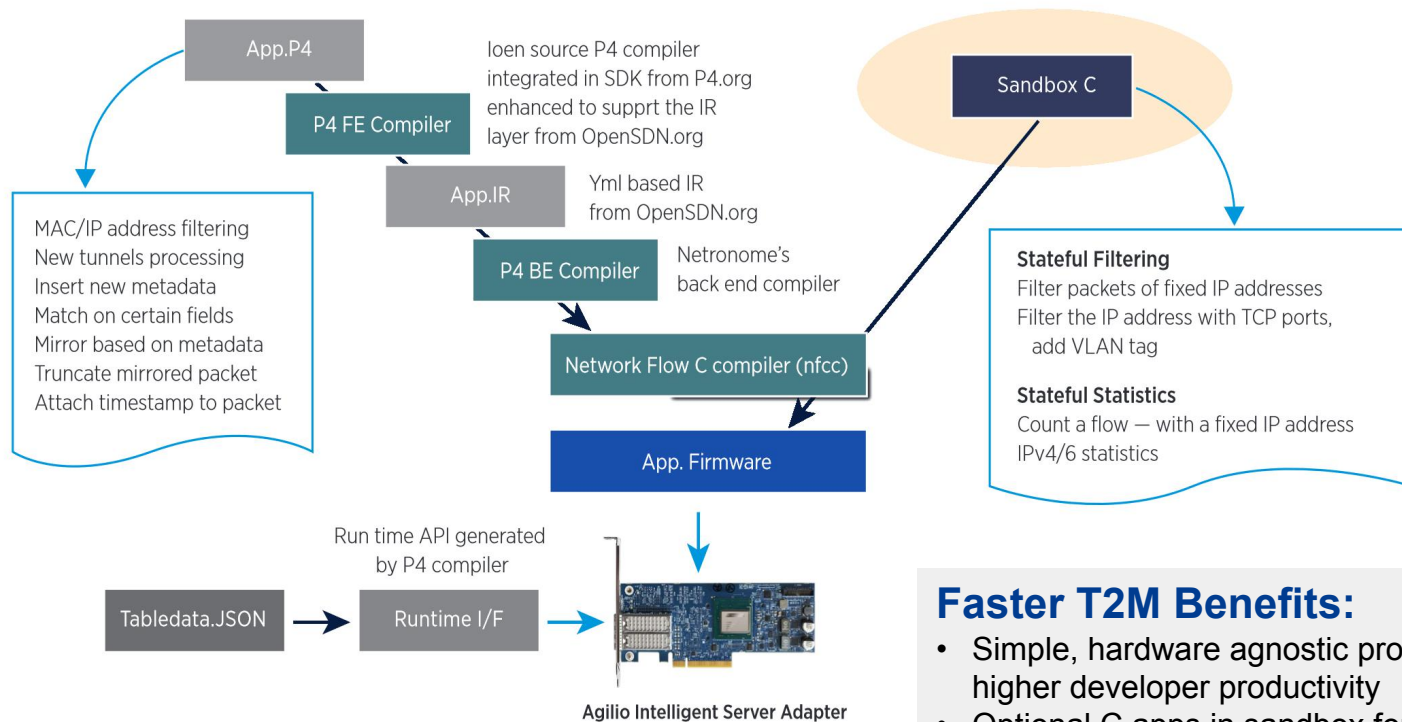 App.P4
Ioen source P4 compiler
integrated in SDK from P4.org
enhanced to supprt the IR
layer from OpenSDN.org
Sandbox C
P4 FE Compiler
App.IR
Yml based IR
from OpenSDN.org
MAC/IP address filtering
New tunnels processing
Insert new metadata
Match on certain fields
Mirror based on metadata
Truncate mirrored packet
Attach timestamp to packet
P4 BE Compiler
Netronome's
back end compiler
Stateful Filtering
Filter packets of fixed IP addresses
Filter the IP address with TCP ports,
add VLAN tag
Stateful Statistics
Count a flow — with a fixed IP address
IPv4/6 statistics
Network Flow C compiler (nfcc)
App. Firmware
Run time API generated
by P4 compiler
Tabledata.JSON
Runtime I/F
Agilio Intelligent Server Adapter
Faster T2M Benefits:
• Simple, hardware agnostic pro
higher developer productivity
• Optional C apps in sandbox fo